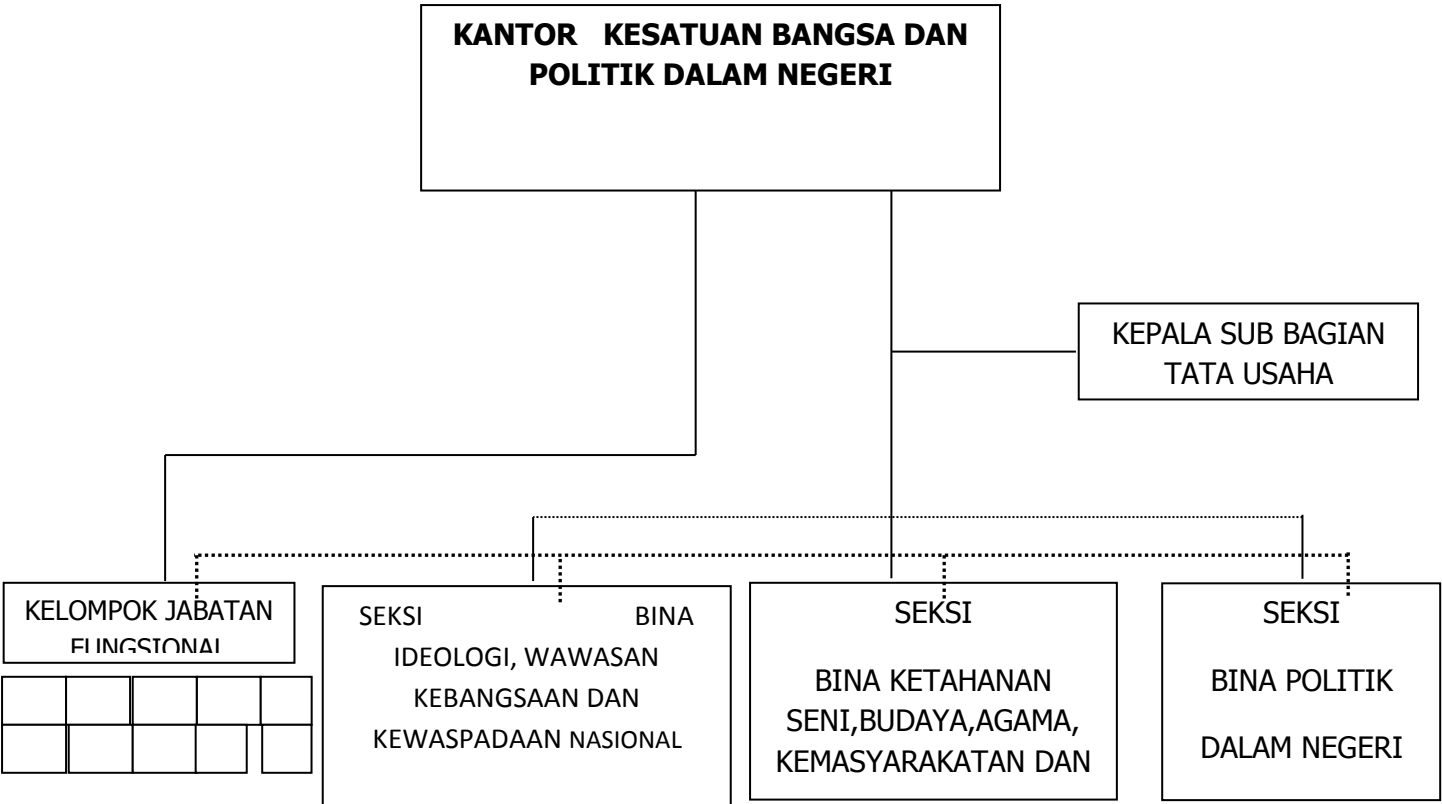 KANTOR KESATUAN BANGSA DAN
POLITIK DALAM NEGERI
KEPALA SUB BAGIAN
TATA USAHA
KELOMPOK JABATAN
FUNGSIONAL
SEKSI BINA
IDEOLOGI, WAWASAN
KEBANGSAAN DAN
KEWASPADAAN NASIONAL
SEKSI
BINA KETAHANAN
SENI,BUDAYA,AGAMA,
KEMASYARAKATAN DAN
SEKSI
BINA POLITIK
DALAM NEGERI